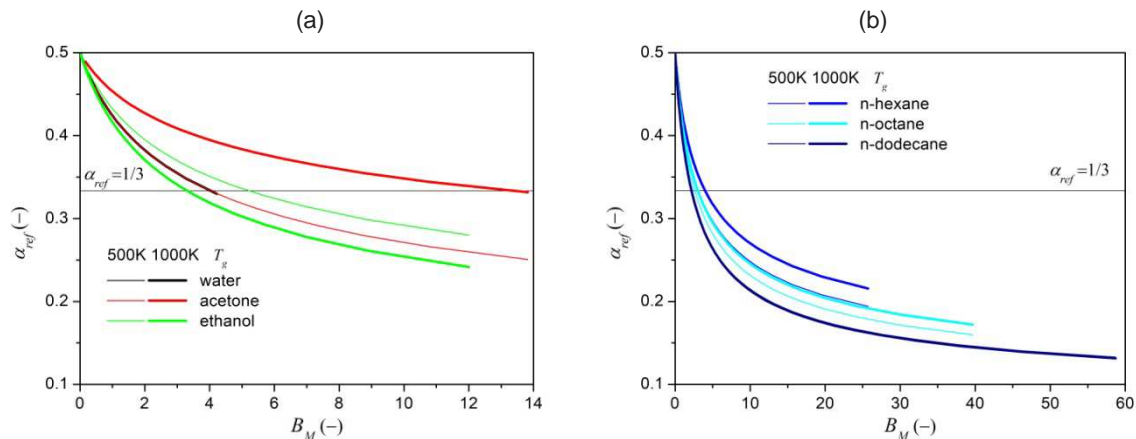 (a)
0.5
0.4
0.3
0.2
0.1
α_ref (–)
α_ref =1/3
500K 1000K T_g
water
acetone
ethanol
0 2 4 6 8 10 12 14
B_M (–)
(b)
0.5
0.4
0.3
0.2
0.1
α_ref (–)
500K 1000K T_g
n-hexane
n-octane
n-dodecane
α_ref =1/3
0 10 20 30 40 50 60
B_M (–)